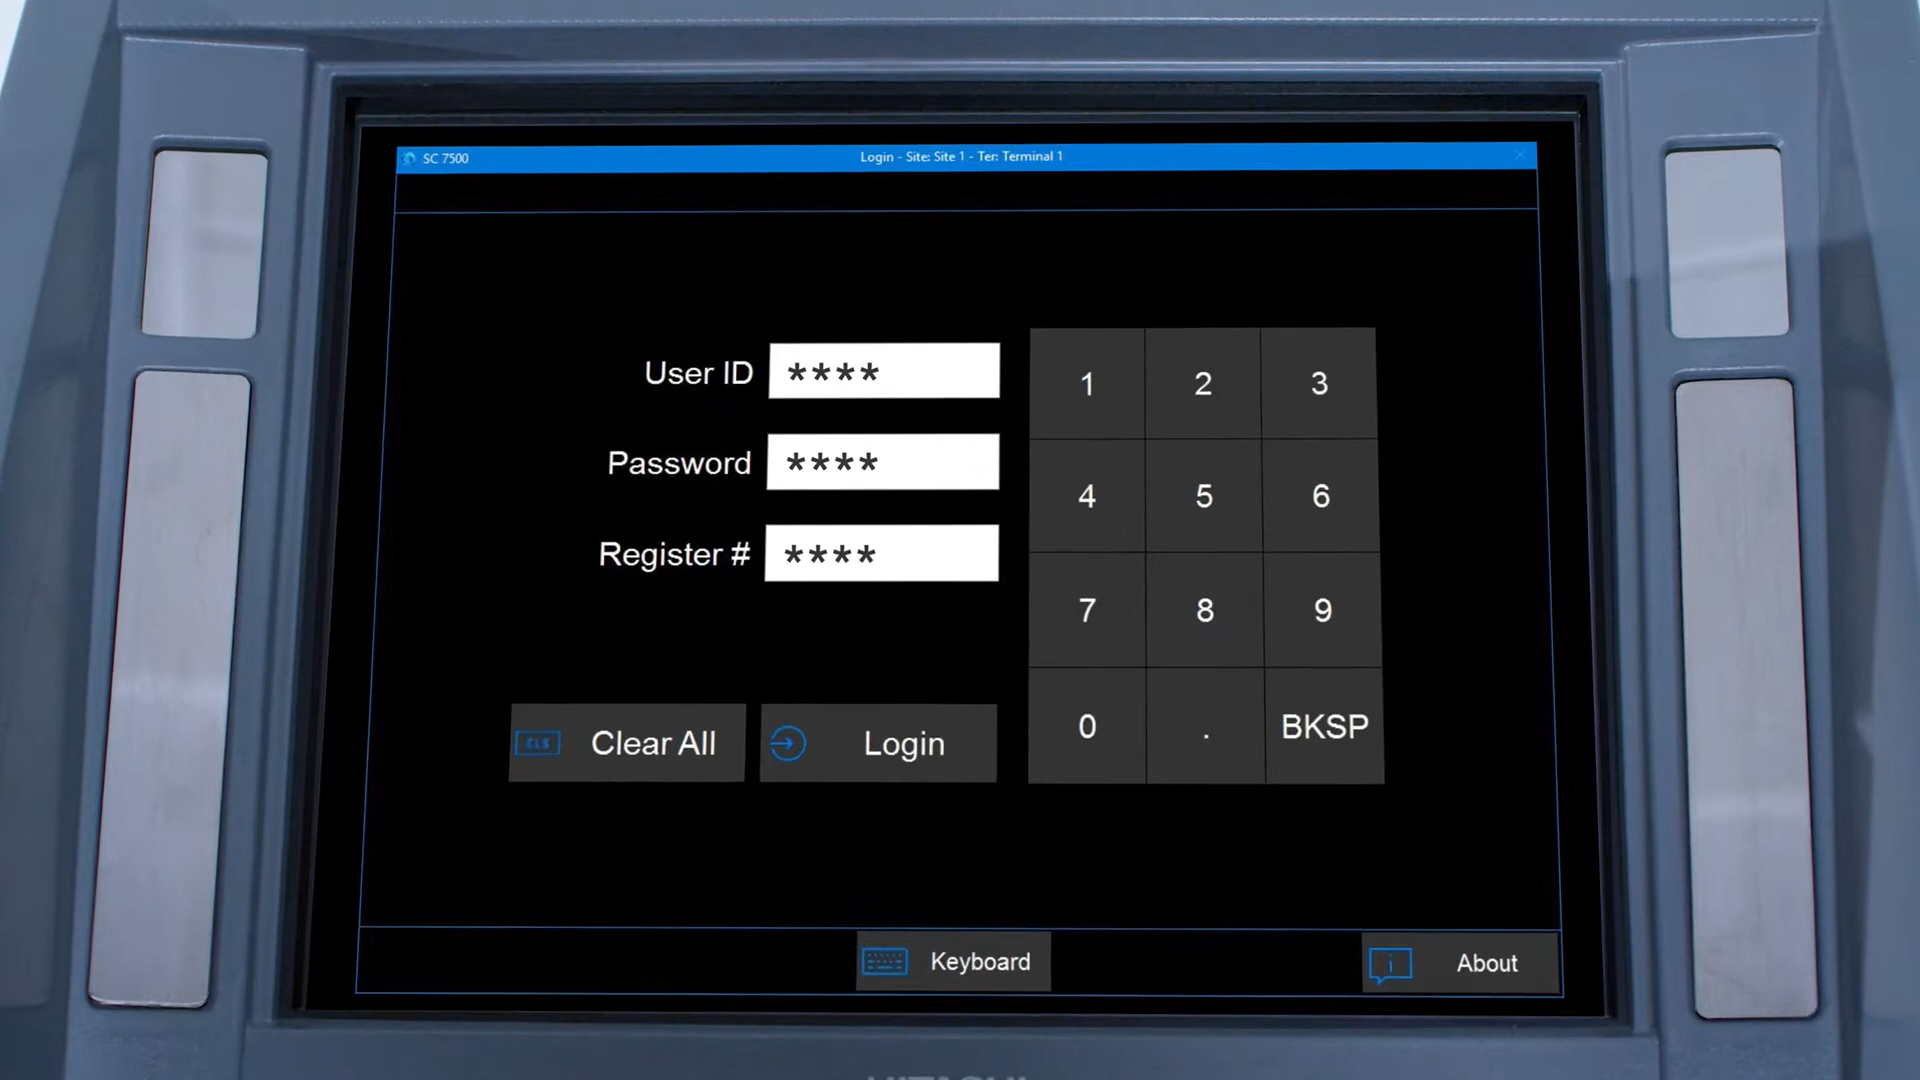 SC 7500
Login - Site: Site 1 - Ter: Terminal 1
User ID ****
Password ****
Register # ****
1 2 3
4 5 6
7 8 9
0 . BKSP
CLS Clear All
Login
Keyboard
i About